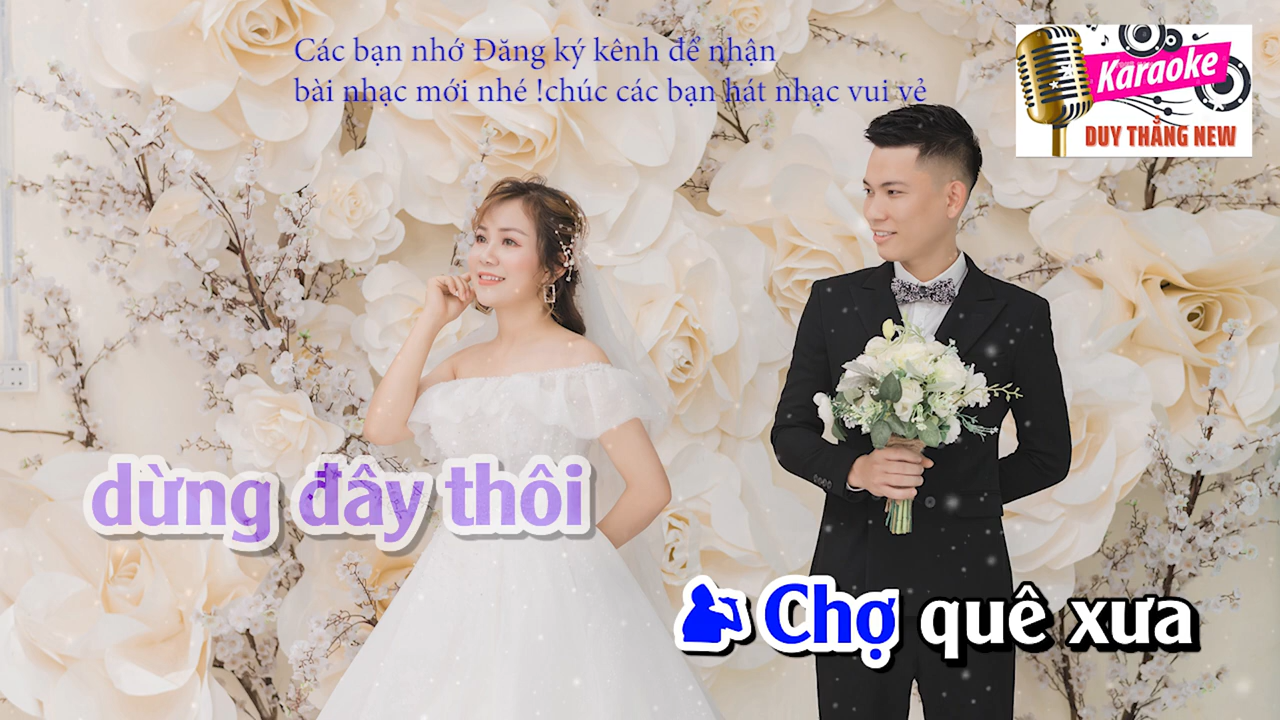 Các bạn nhớ Đăng ký kênh để nhận
bài nhạc mới nhé !chúc các bạn hát nhạc vui vẻ
Karaoke
DUY THẮNG NEW
dừng đây thôi
Chợ quê xưa